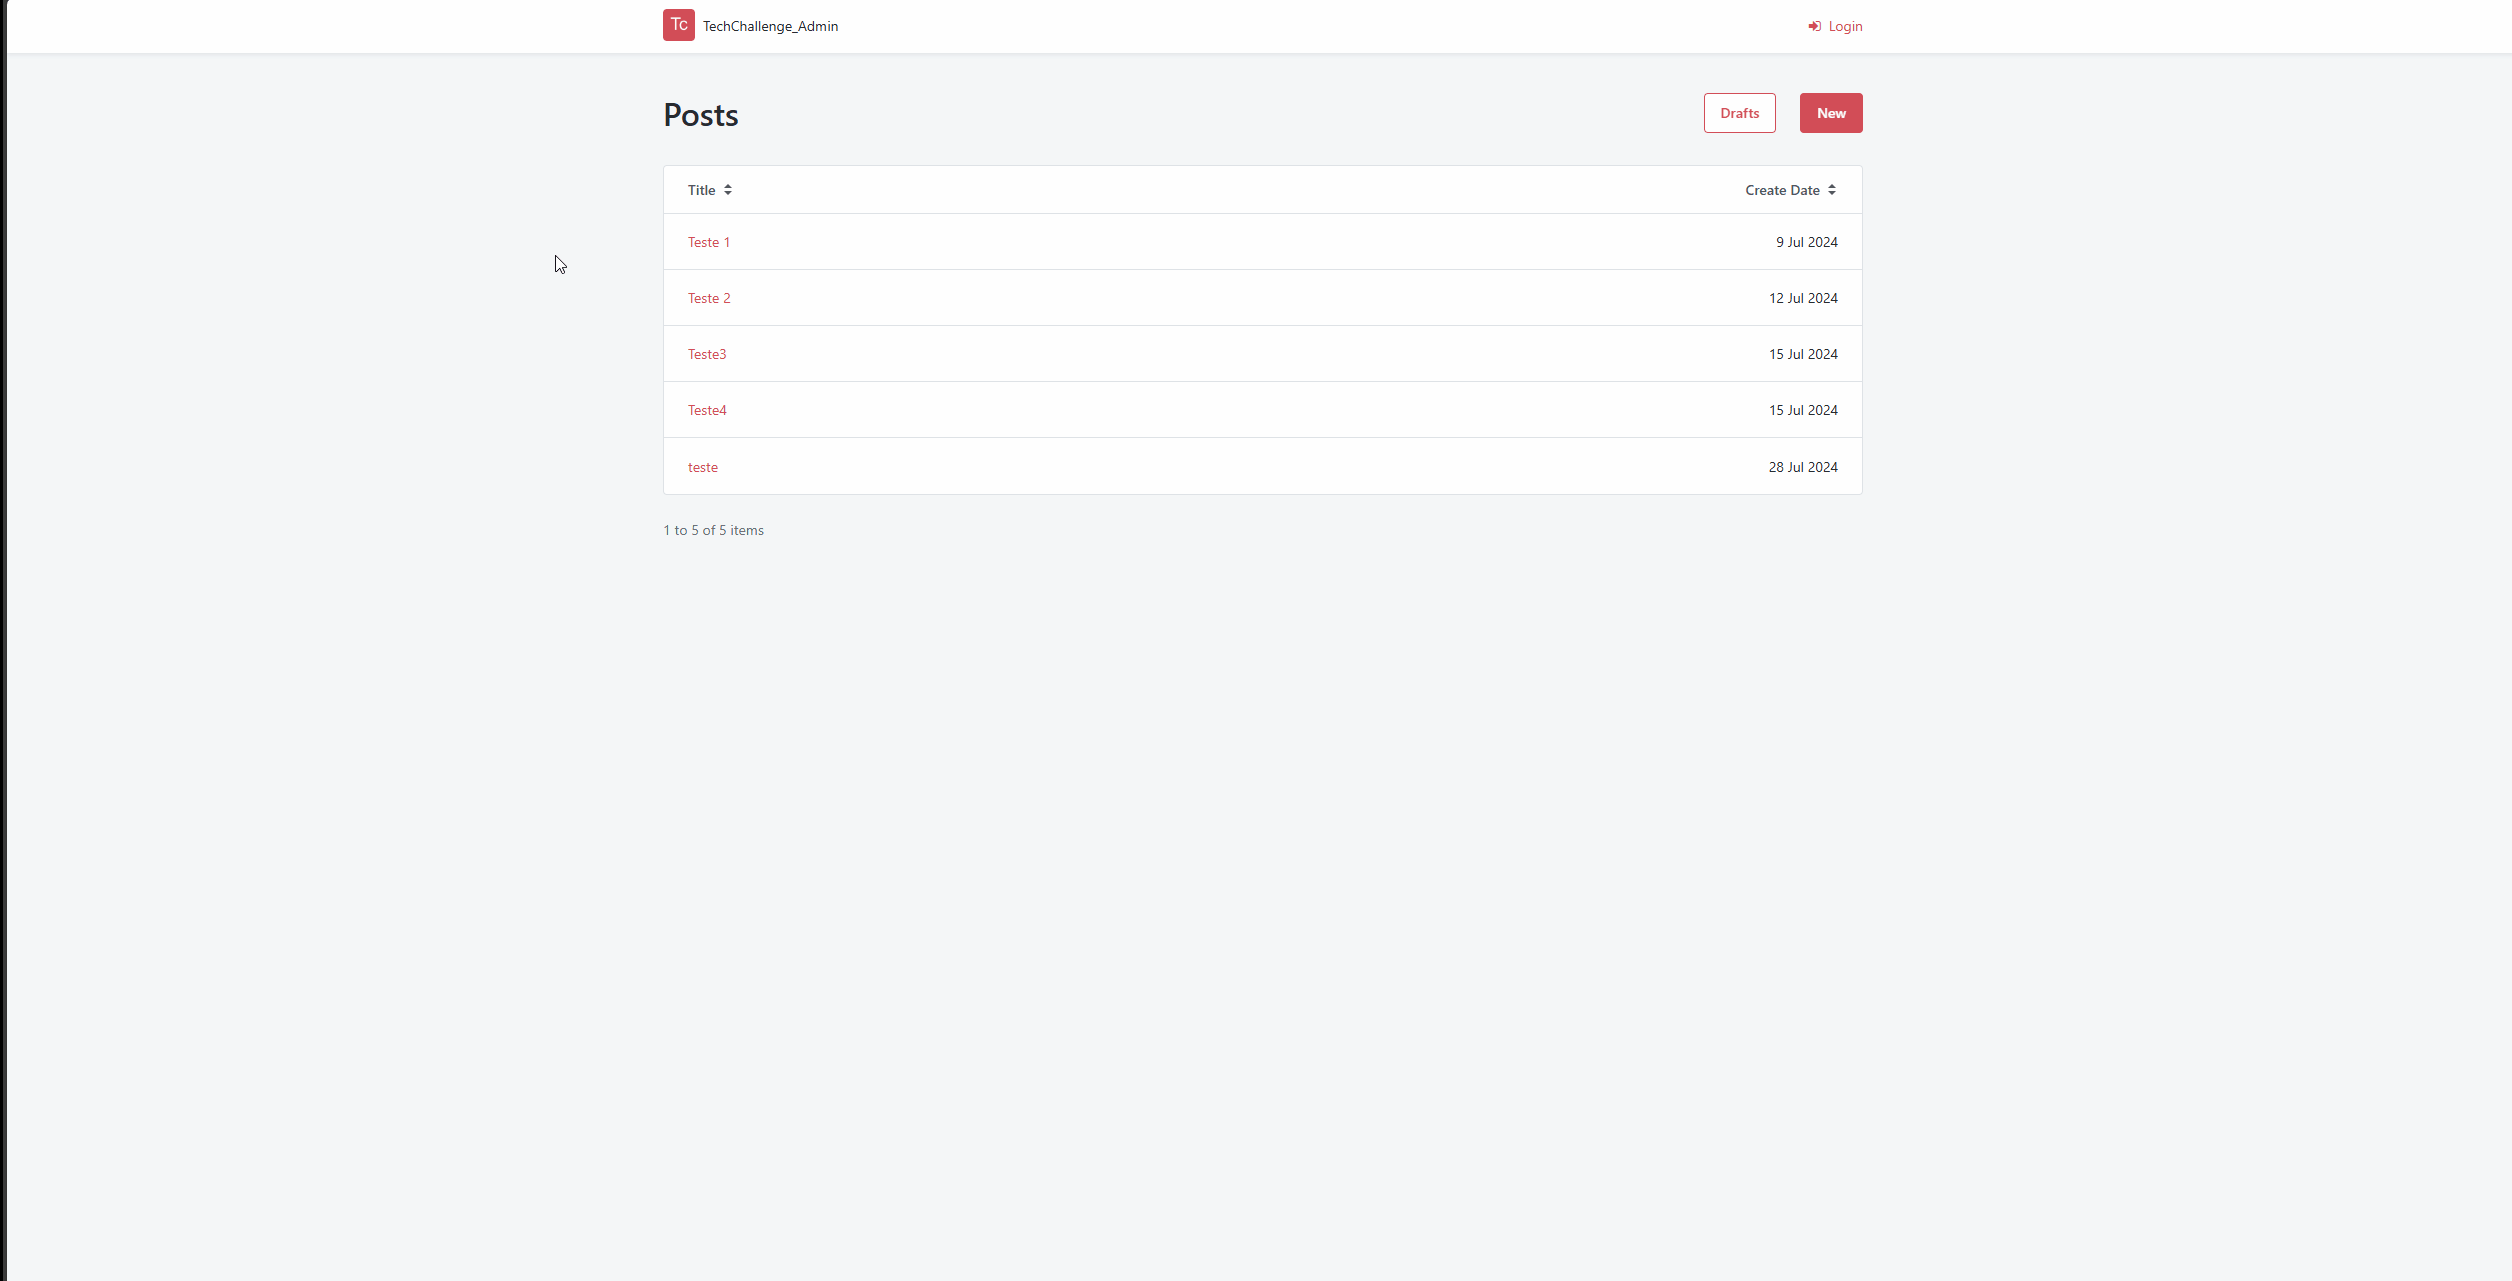 Tc TechChallenge_Admin Login
Posts Drafts New
Title Create Date
Teste 1 9 Jul 2024
Teste 2 12 Jul 2024
Teste3 15 Jul 2024
Teste4 15 Jul 2024
teste 28 Jul 2024
1 to 5 of 5 items